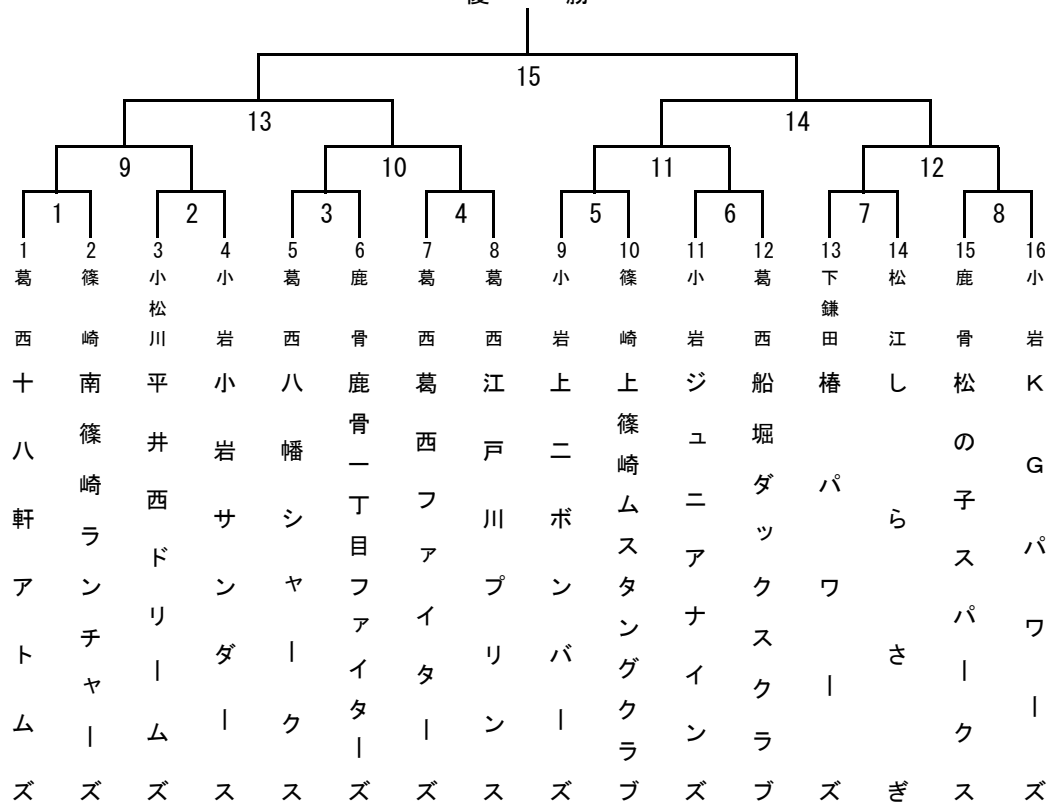 優 勝
15
13
14
9
10
11
12
1
2
3
4
5
6
7
8
1 葛西 十八軒アトムズ
2 篠崎 南篠崎ランチャーズ
3 小松川 平井西ドリームズ
4 小岩 小岩サンダース
5 葛西 八幡シャークス
6 鹿骨 鹿骨一丁目ファイターズ
7 葛西 葛西ファイターズ
8 葛西 江戸川プリンス
9 小岩 上一ボンバーズ
10 篠崎 上篠崎ムスタングクラブ
11 小岩 ジュニアナインズ
12 葛西 船堀ダックスクラブ
13 下鎌田 椿パワーズ
14 松江 しらさぎ
15 鹿骨 松の子スパークス
16 小岩 KGパワーズ